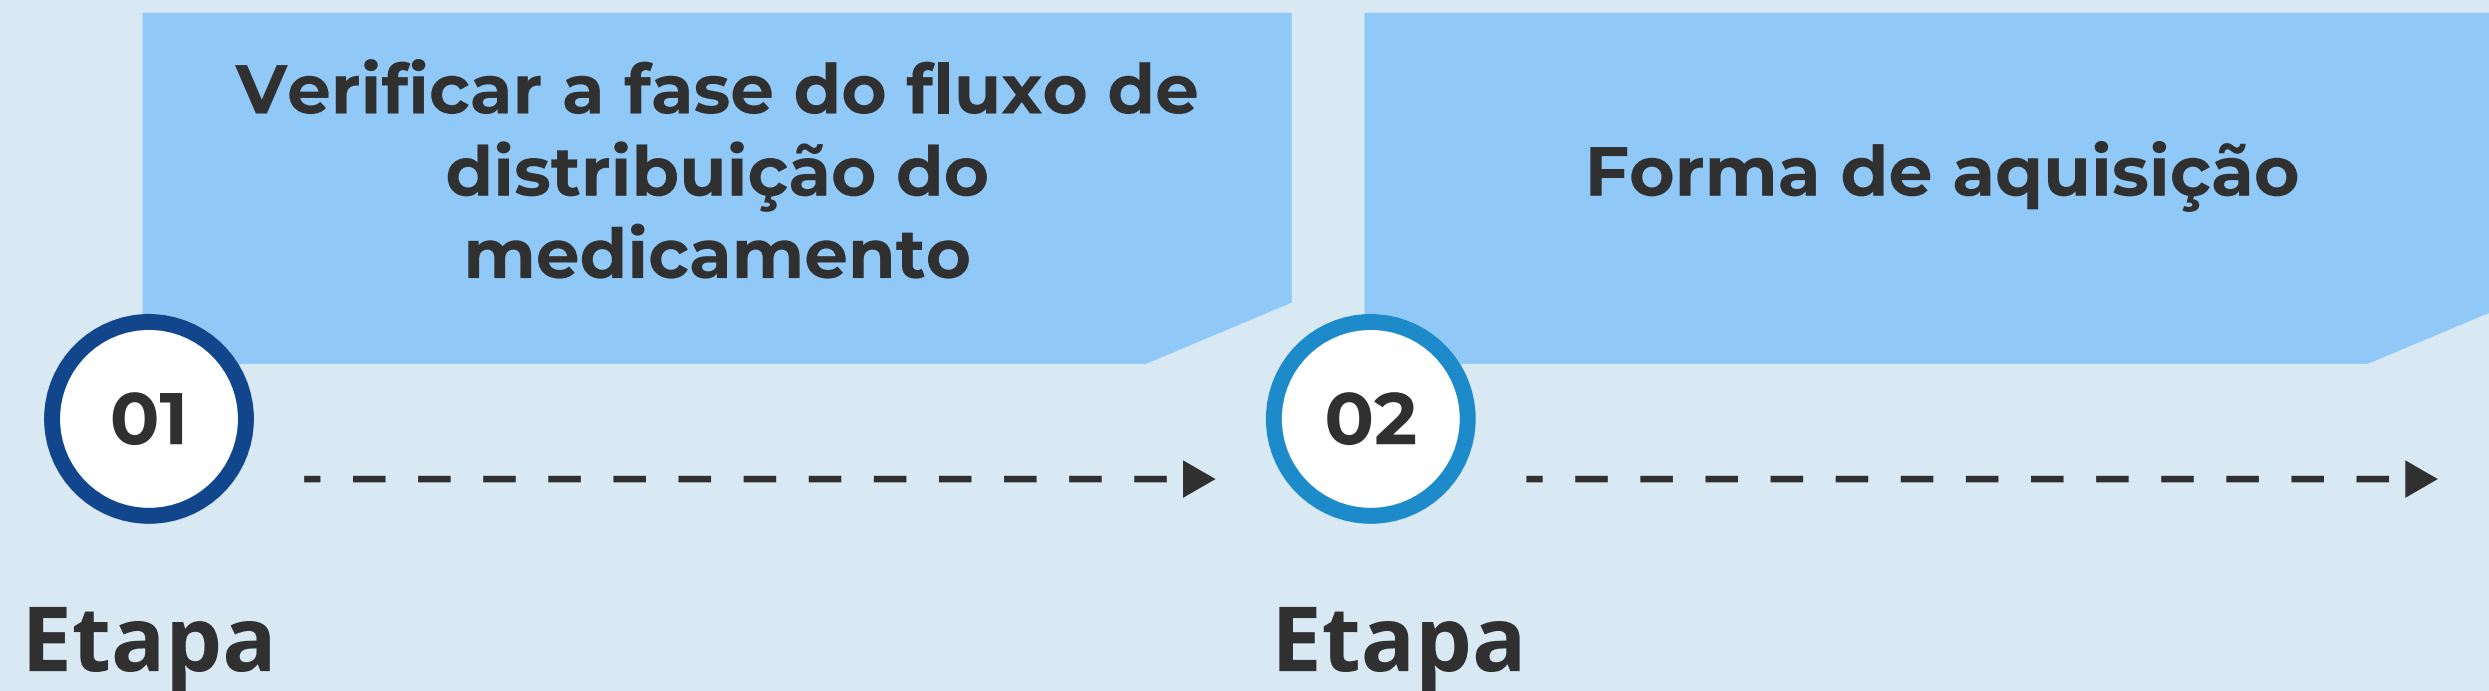 Verificar a fase do fluxo de
distribuição do
medicamento
01
Etapa
Forma de aquisição
02
Etapa